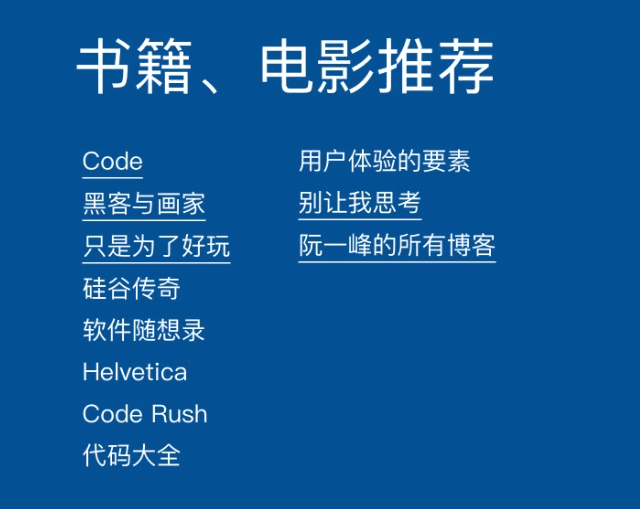 书籍、电影推荐
Code
黑客与画家
只是为了好玩
硅谷传奇
软件随想录
Helvetica
Code Rush
代码大全
用户体验的要素
别让我思考
阮一峰的所有博客